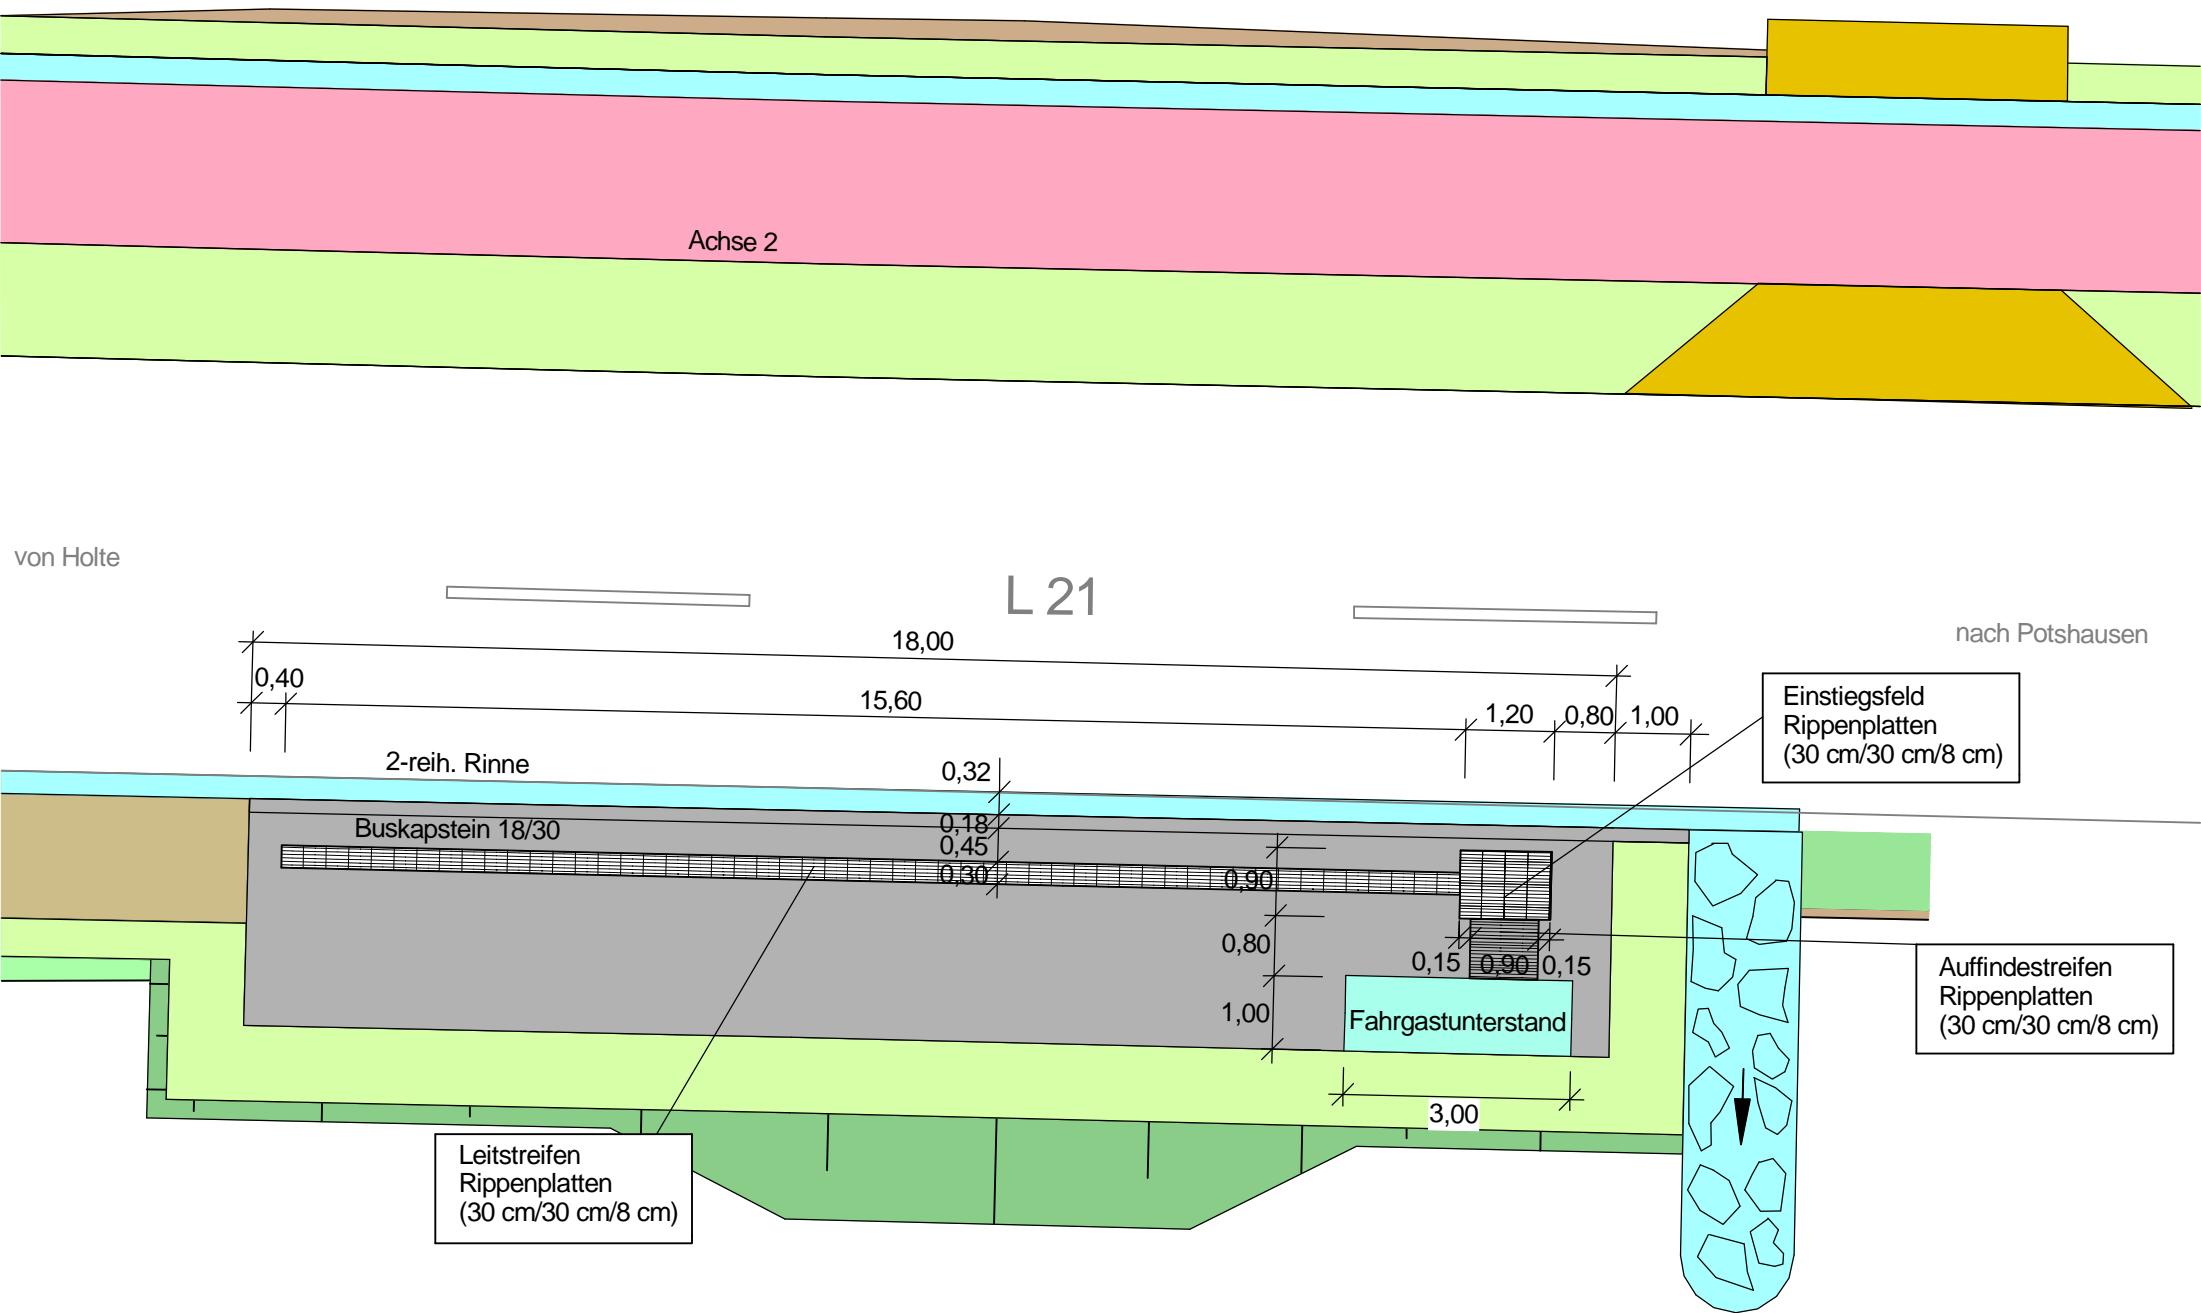 Achse 2
von Holte
L 21
nach Potshausen
18,00
0,40
15,60
1,20
0,80
1,00
Einstiegsfeld
Rippenplatten
(30 cm/30 cm/8 cm)
2-reih. Rinne
0,32
Buskapstein 18/30
0,18
0,45
0,30
0,90
0,80
1,00
0,15
0,90
0,15
Fahrgastunterstand
3,00
Auffindestreifen
Rippenplatten
(30 cm/30 cm/8 cm)
Leitstreifen
Rippenplatten
(30 cm/30 cm/8 cm)